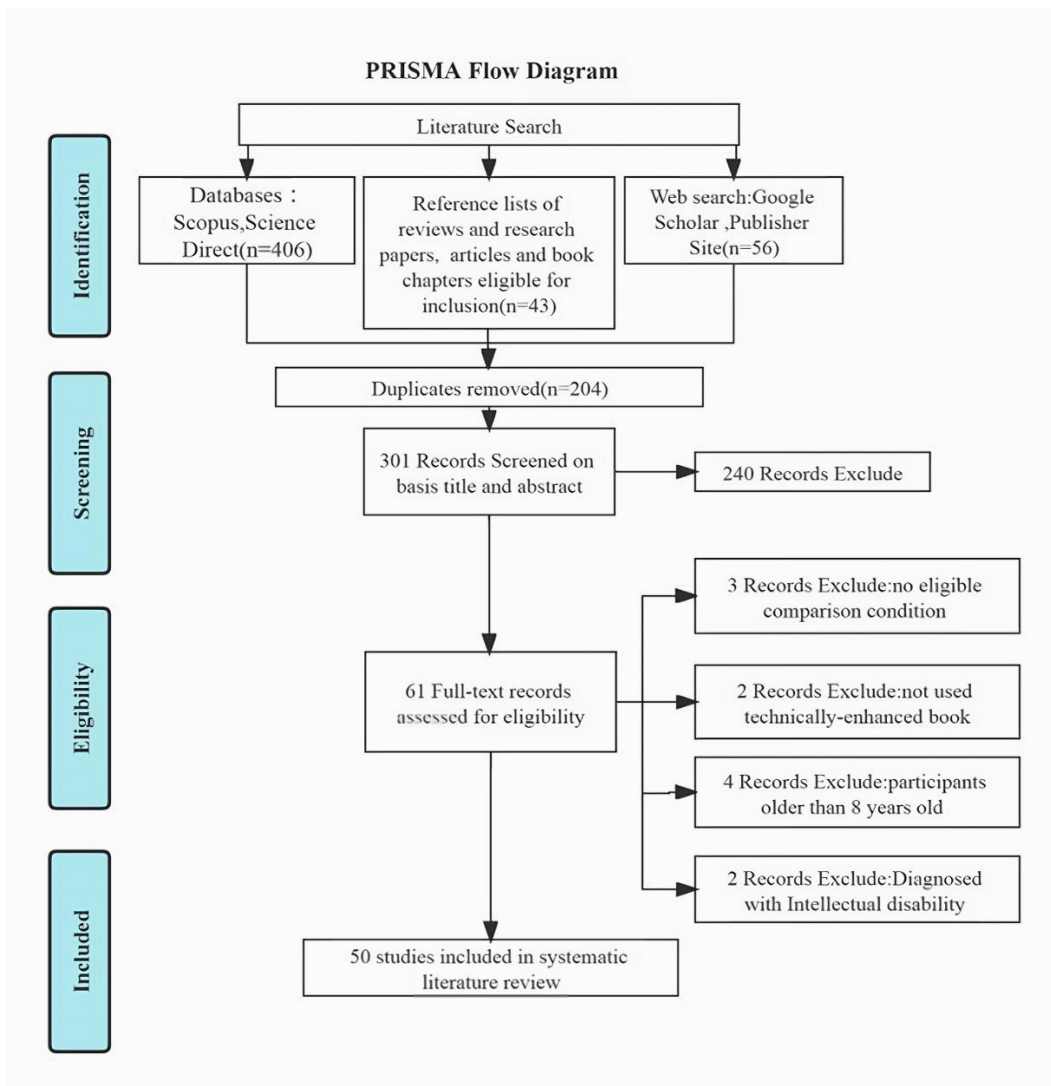 PRISMA Flow Diagram
Literature Search
Identification
Databases：
Scopus,Science
Direct(n=406)
Reference lists of
reviews and research
papers,  articles and book
chapters eligible for
inclusion(n=43)
Web search:Google
Scholar ,Publisher
Site(n=56)
Screening
Duplicates removed(n=204)
301 Records Screened on
basis title and abstract
240 Records Exclude
Eligibility
61 Full-text records
assessed for eligibility
3 Records Exclude:no eligible
comparison condition
2 Records Exclude:not used
technically-enhanced book
4 Records Exclude:participants
older than 8 years old
2 Records Exclude:Diagnosed
with Intellectual disability
Included
50 studies included in systematic
literature review